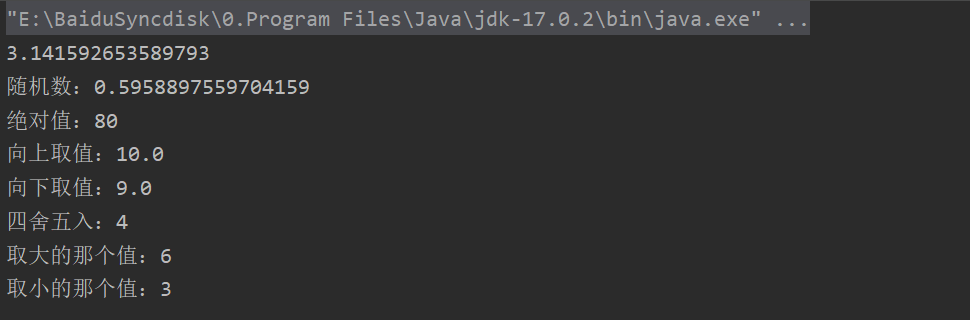 "E:\BaiduSyncdisk\0.Program Files\Java\jdk-17.0.2\bin\java.exe" ...
3.141592653589793
随机数：0.5958897559704159
绝对值：80
向上取值：10.0
向下取值：9.0
四舍五入：4
取大的那个值：6
取小的那个值：3